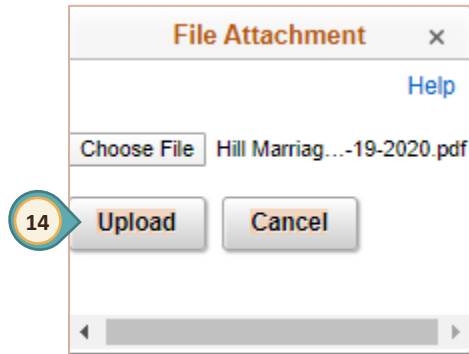 File Attachment ×
Help
Choose File Hill Marriag...-19-2020.pdf
14 Upload Cancel